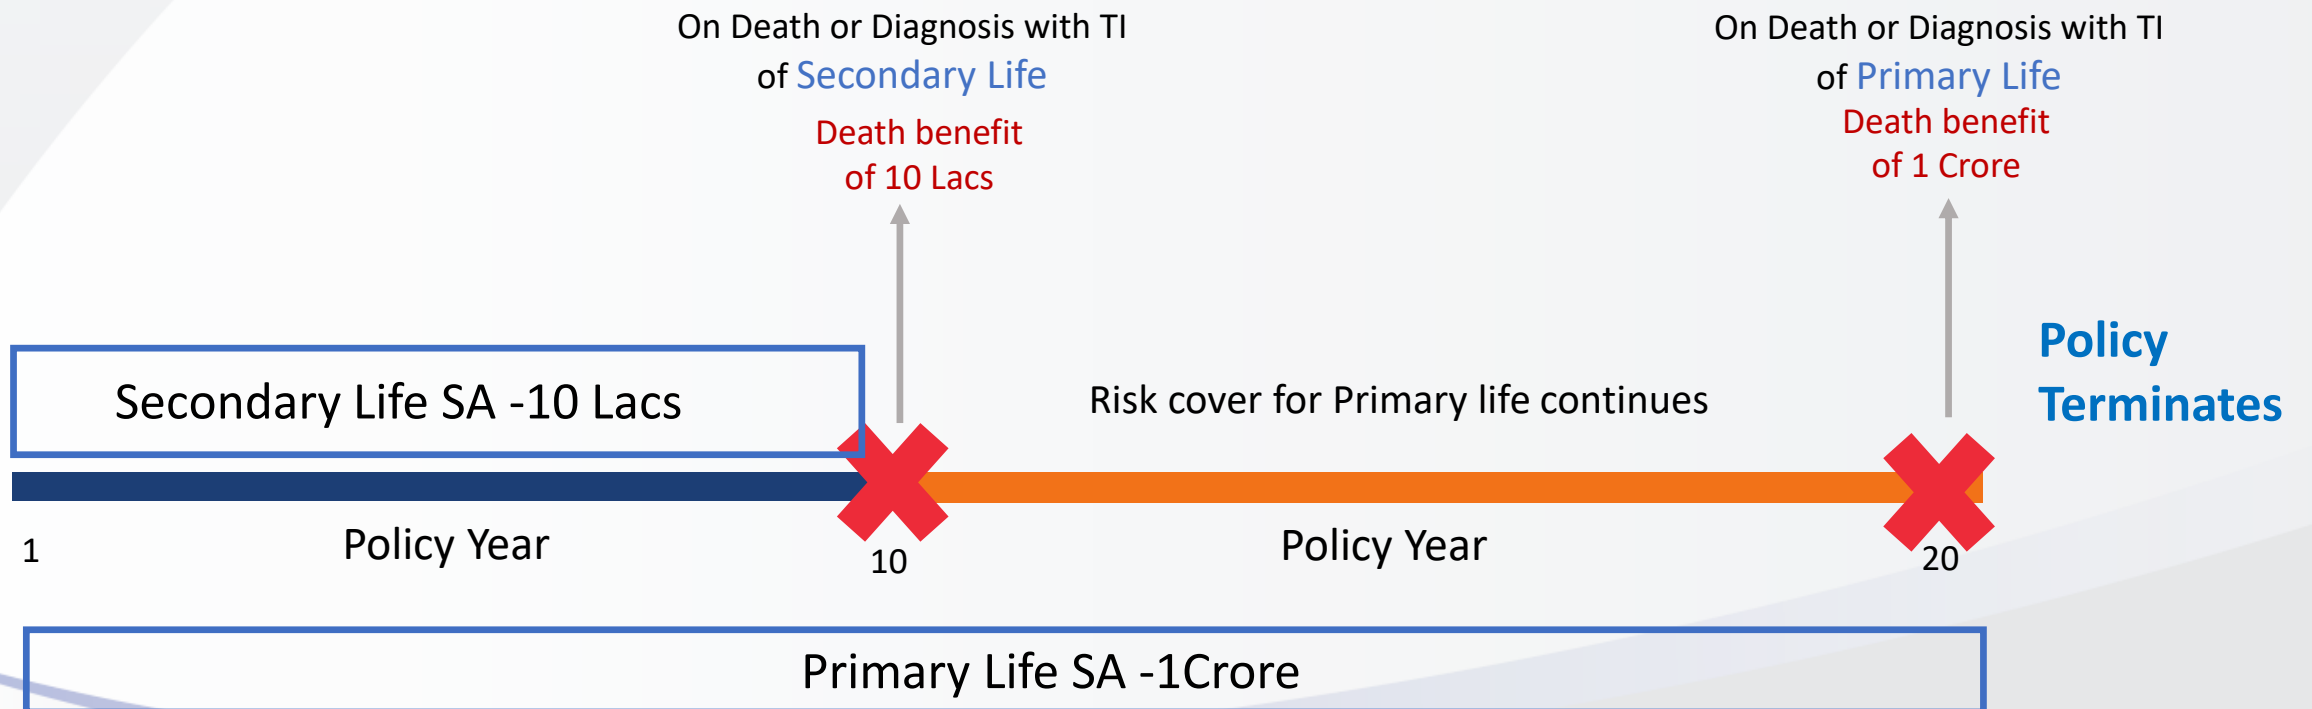 On Death or Diagnosis with TI
of Secondary Life
Death benefit
of 10 Lacs
On Death or Diagnosis with TI
of Primary Life
Death benefit
of 1 Crore
Policy
Terminates
Secondary Life SA -10 Lacs
Risk cover for Primary life continues
1
Policy Year
10
Policy Year
20
Primary Life SA -1Crore